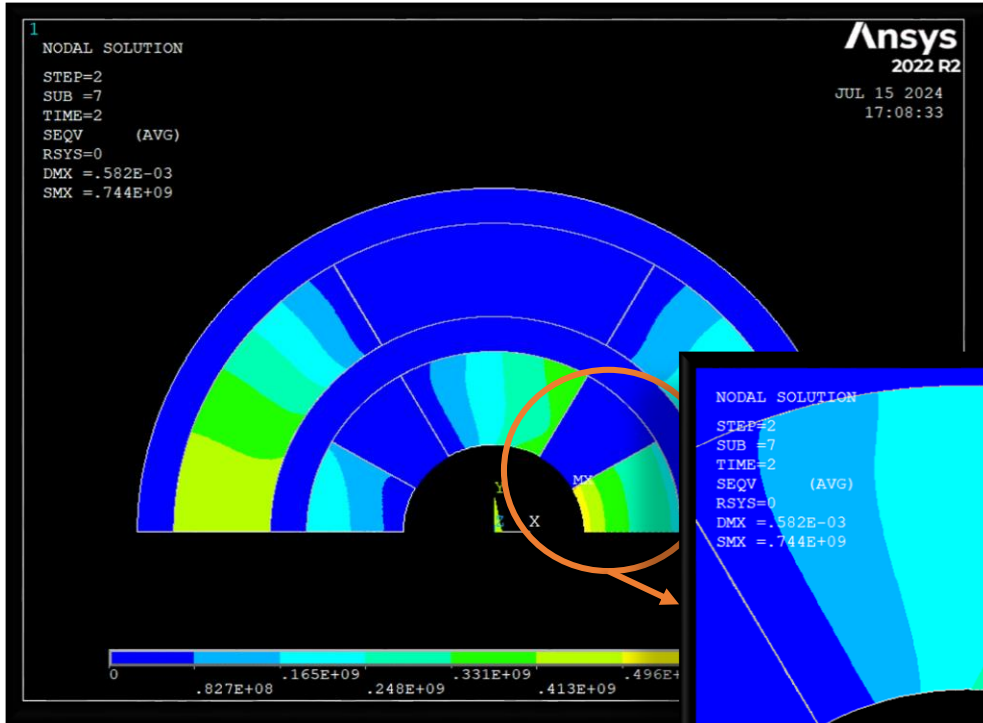 1
NODAL SOLUTION
STEP=2
SUB =7
TIME=2
SEQV (AVG)
RSYS=0
DMX =.582E-03
SMX =.744E+09
Ansys
2022 R2
JUL 15 2024
17:08:33
MX
Y
Z
X
0
.827E+08
.165E+09
.248E+09
.331E+09
.413E+09
.496E+
NODAL SOLUTION
STEP=2
SUB =7
TIME=2
SEQV (AVG)
RSYS=0
DMX =.582E-03
SMX =.744E+09